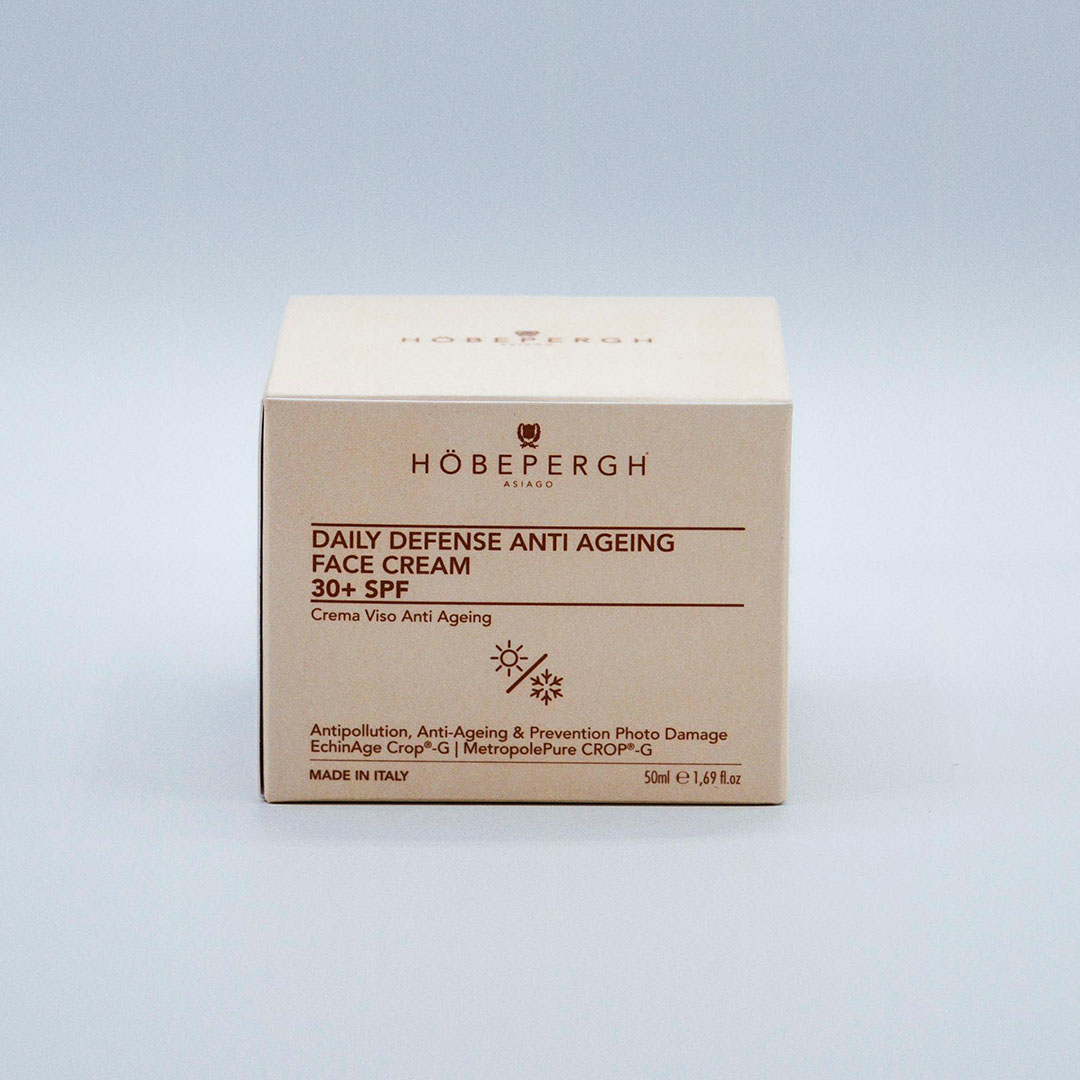 HÖBEPERGH
ASIAGO
HÖBEPERGH
ASIAGO
DAILY DEFENSE ANTI AGEING
FACE CREAM
30+ SPF
Crema Viso Anti Ageing
Antipollution, Anti-Ageing & Prevention Photo Damage
EchinAge Crop®-G | MetropolePure CROP®-G
MADE IN ITALY
50ml ℮ 1,69 fl.oz